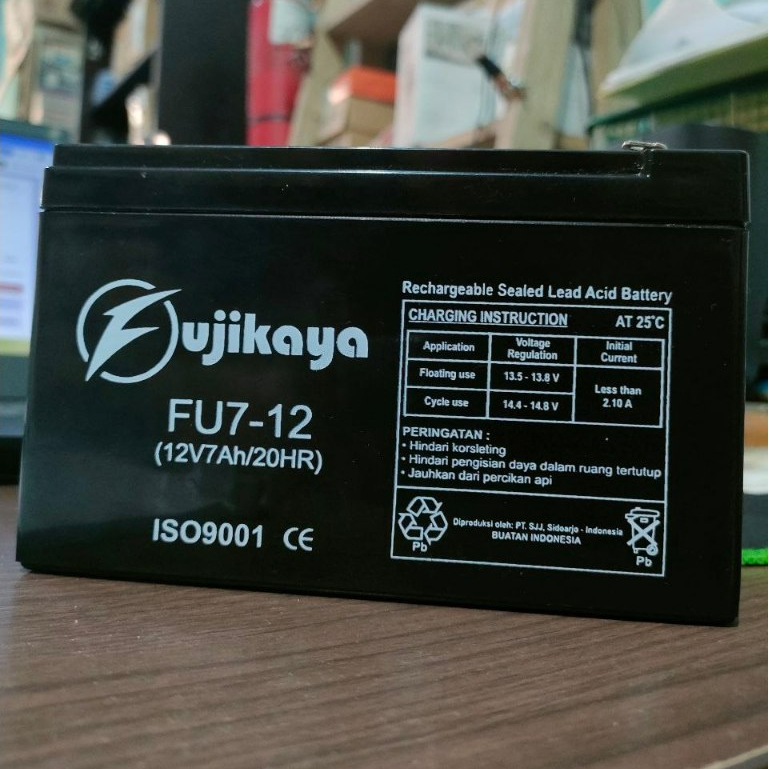 Fujikaya
FU7-12
(12V7Ah/20HR)
ISO9001 CE
Rechargeable Sealed Lead Acid Battery
CHARGING INSTRUCTION AT 25°C
Application Voltage Regulation Initial Current
Floating use 13.5 - 13.8 V Less than 2.10 A
Cycle use 14.4 - 14.8 V
PERINGATAN :
• Hindari korsleting
• Hindari pengisian daya dalam ruang tertutup
• Jauhkan dari percikan api
Diproduksi oleh: PT. SJJ, Sidoarjo - Indonesia
BUATAN INDONESIA
Pb
Pb